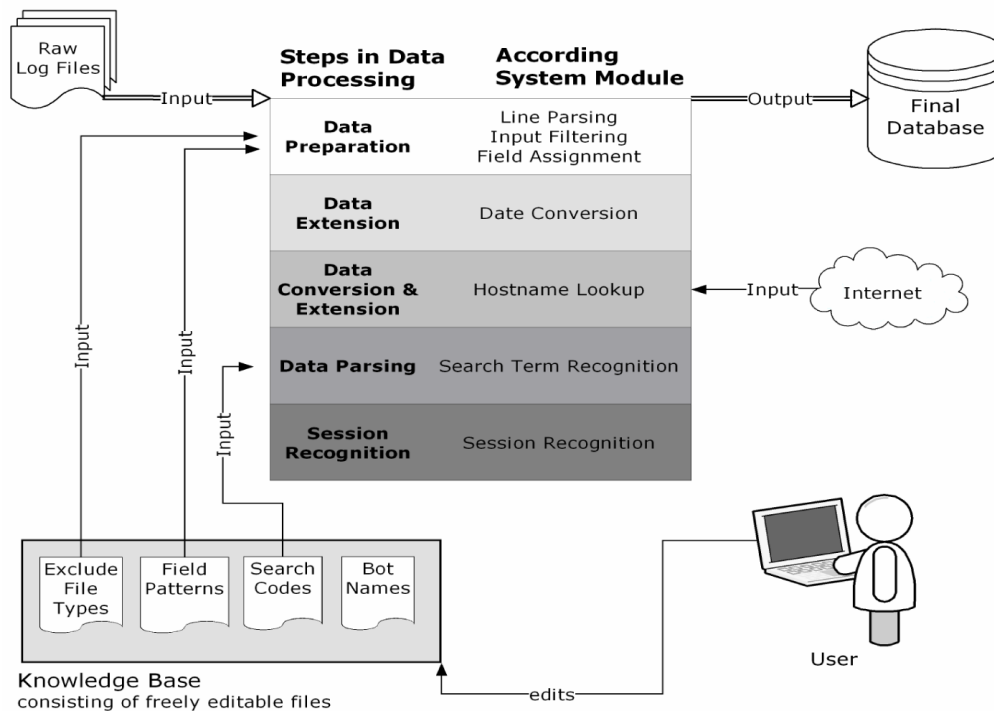 Raw
Log Files
Input
Steps in Data
Processing
According
System Module
Output
Final
Database
Data
Preparation
Line Parsing
Input Filtering
Field Assignment
Data
Extension
Date Conversion
Data
Conversion &
Extension
Hostname Lookup
Input
Internet
Data Parsing
Search Term Recognition
Session
Recognition
Session Recognition
Input
Input
Input
Exclude
File
Types
Field
Patterns
Search
Codes
Bot
Names
Knowledge Base
consisting of freely editable files
edits
User